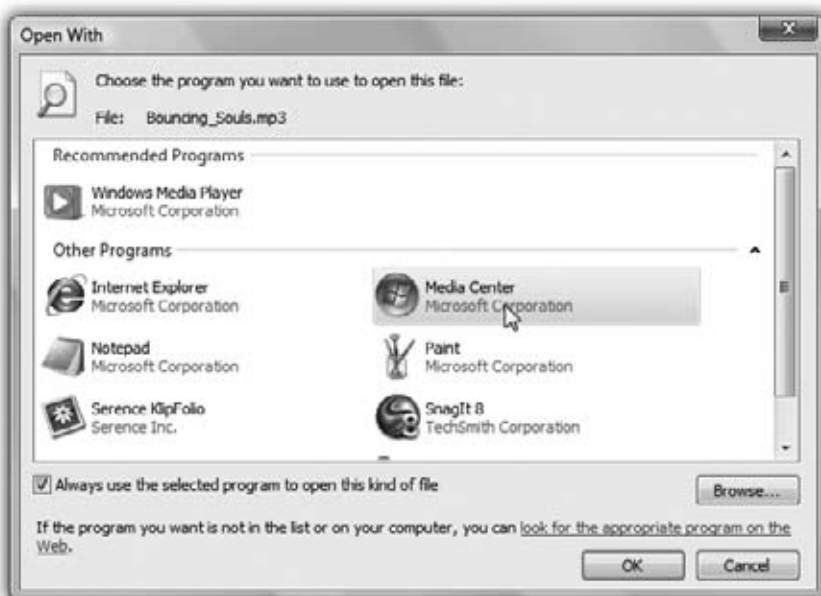 Open With
Choose the program you want to use to open this file:
File: Bouncing_Souls.mp3
Recommended Programs
Windows Media Player
Microsoft Corporation
Other Programs
Internet Explorer
Microsoft Corporation
Media Center
Microsoft Corporation
Notepad
Microsoft Corporation
Paint
Microsoft Corporation
Serence KlipFolio
Serence Inc.
SnagIt 8
TechSmith Corporation
Always use the selected program to open this kind of file
Browse...
If the program you want is not in the list or on your computer, you can look for the appropriate program on the
Web.
OK
Cancel